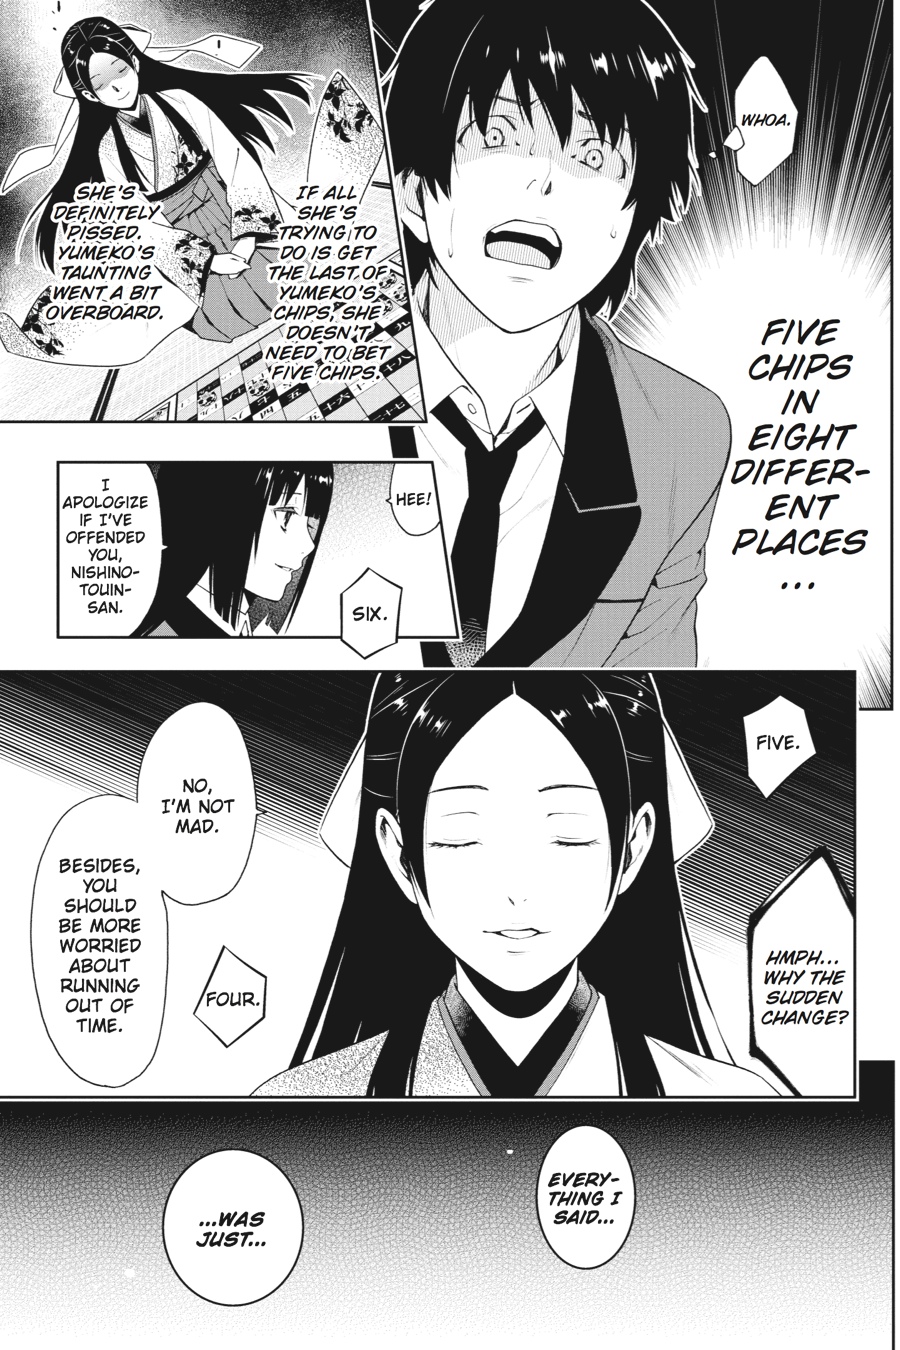 WHOA.
FIVE
CHIPS
IN
EIGHT
DIFFER-
ENT
PLACES
...
IF ALL
SHE'S
TRYING TO
DO IS GET
THE LAST OF
YUMEKO'S
CHIPS, SHE
DOESN'T
NEED TO BET
FIVE CHIPS.
SHE'S
DEFINITELY
PISSED.
YUMEKO'S
TAUNTING
WENT A BIT
OVERBOARD.
HEE!
SIX.
I
APOLOGIZE
IF I'VE
OFFENDED
YOU,
NISHINO-
TOUIN-
SAN.
FIVE.
HMPH...
WHY THE
SUDDEN
CHANGE?
NO,
I'M NOT
MAD.
BESIDES,
YOU
SHOULD
BE MORE
WORRIED
ABOUT
RUNNING
OUT OF
TIME.
FOUR.
EVERY-
THING I
SAID...
...WAS
JUST...